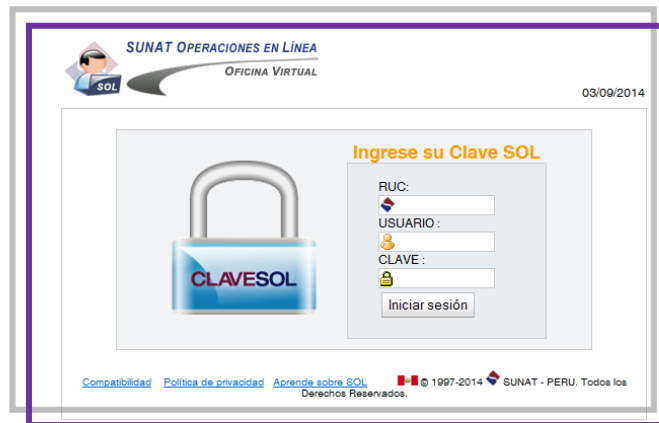 SUNAT OPERACIONES EN LÍNEA
OFICINA VIRTUAL
SOL
03/09/2014
Ingrese su Clave SOL
RUC:
USUARIO :
CLAVE :
CLAVESOL
Iniciar sesión
Compatibilidad Política de privacidad Aprende sobre SOL © 1997-2014 SUNAT - PERU. Todos los
Derechos Reservados.